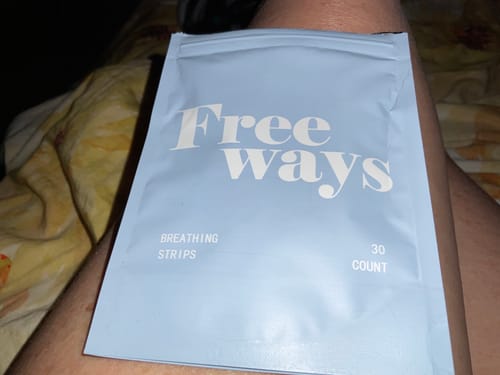 Free
ways
BREATHING
STRIPS
30
COUNT